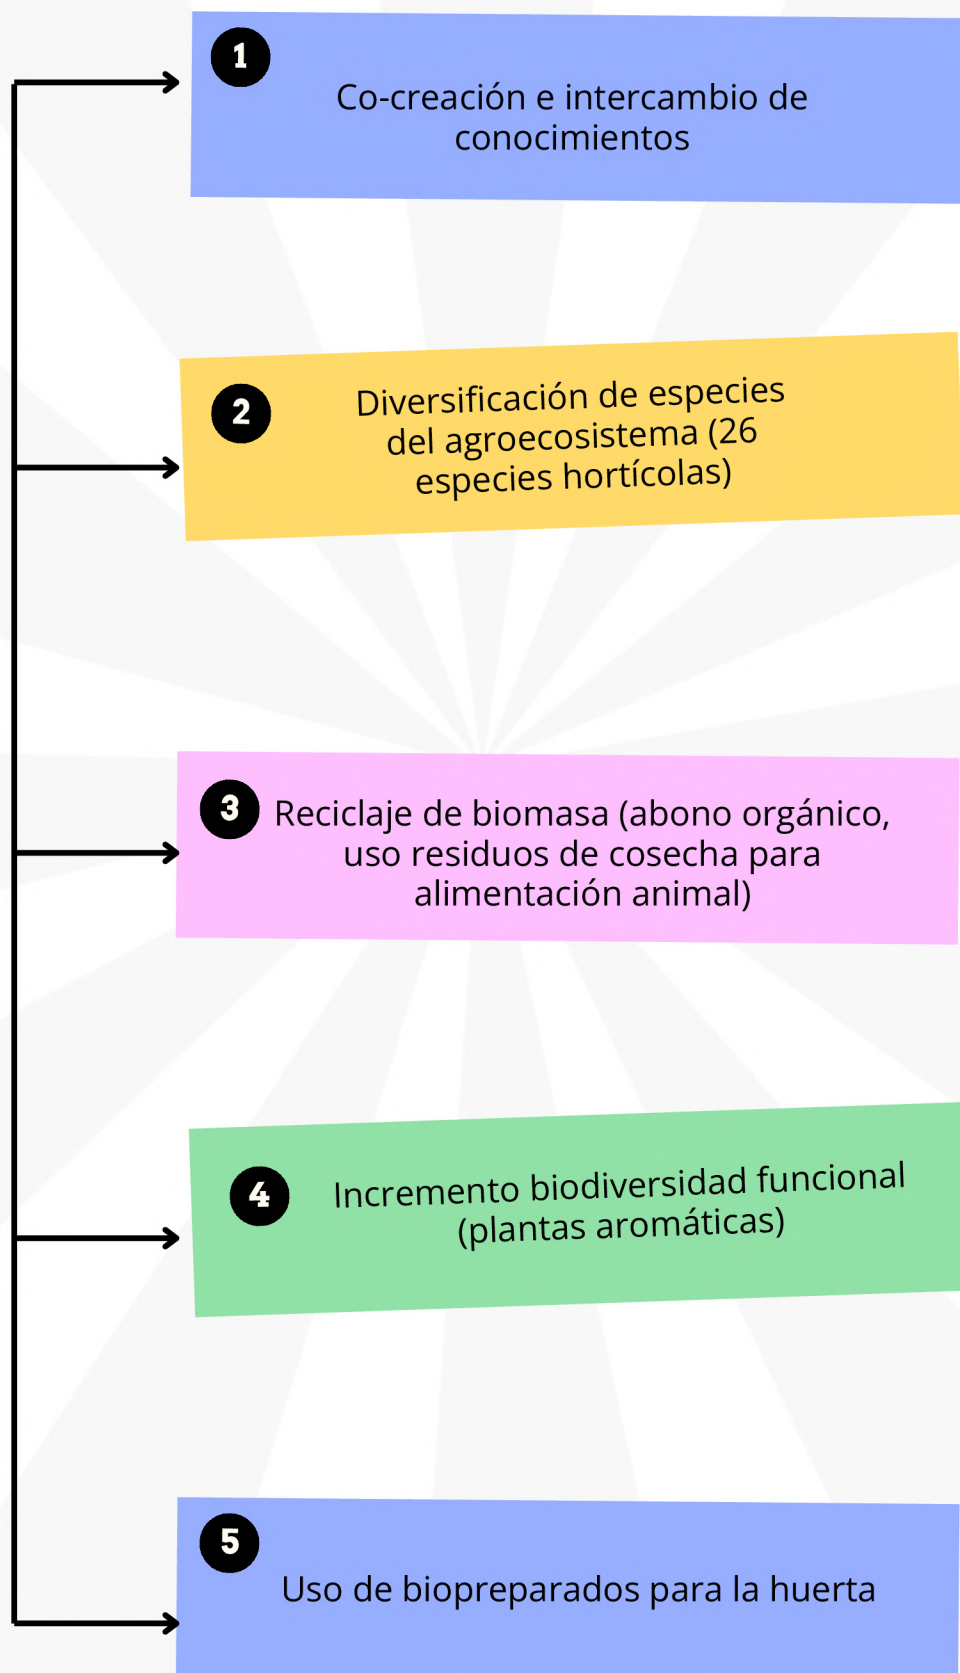 1
Co-creación e intercambio de
conocimientos
2
Diversificación de especies
del agroecosistema (26
especies hortícolas)
3
Reciclaje de biomasa (abono orgánico,
uso residuos de cosecha para
alimentación animal)
4
Incremento biodiversidad funcional
(plantas aromáticas)
5
Uso de biopreparados para la huerta